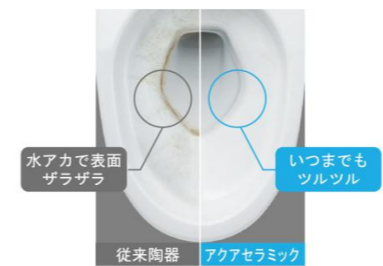 水アカで表面
ザラザラ
いつまでも
ツルツル
従来陶器
アクアセラミック